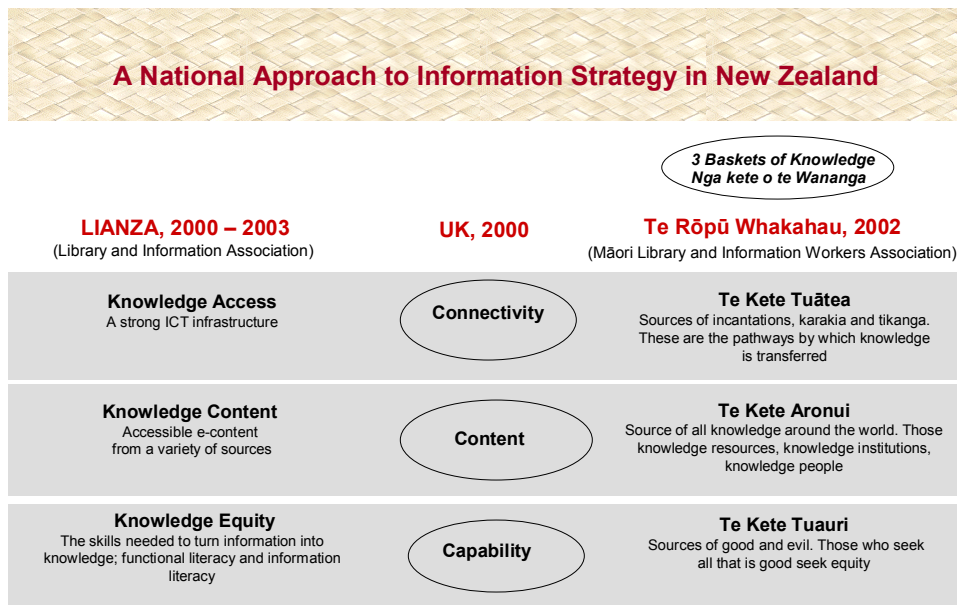 A National Approach to Information Strategy in New Zealand
3 Baskets of Knowledge
Nga kete o te Wananga
LIANZA, 2000 – 2003
(Library and Information Association)
UK, 2000
Te Rōpū Whakahau, 2002
(Māori Library and Information Workers Association)
Knowledge Access
A strong ICT infrastructure
Connectivity
Te Kete Tuātea
Sources of incantations, karakia and tikanga.
These are the pathways by which knowledge
is transferred
Knowledge Content
Accessible e-content
from a variety of sources
Content
Te Kete Aronui
Source of all knowledge around the world. Those
knowledge resources, knowledge institutions,
knowledge people
Knowledge Equity
The skills needed to turn information into
knowledge; functional literacy and information
literacy
Capability
Te Kete Tuauri
Sources of good and evil. Those who seek
all that is good seek equity